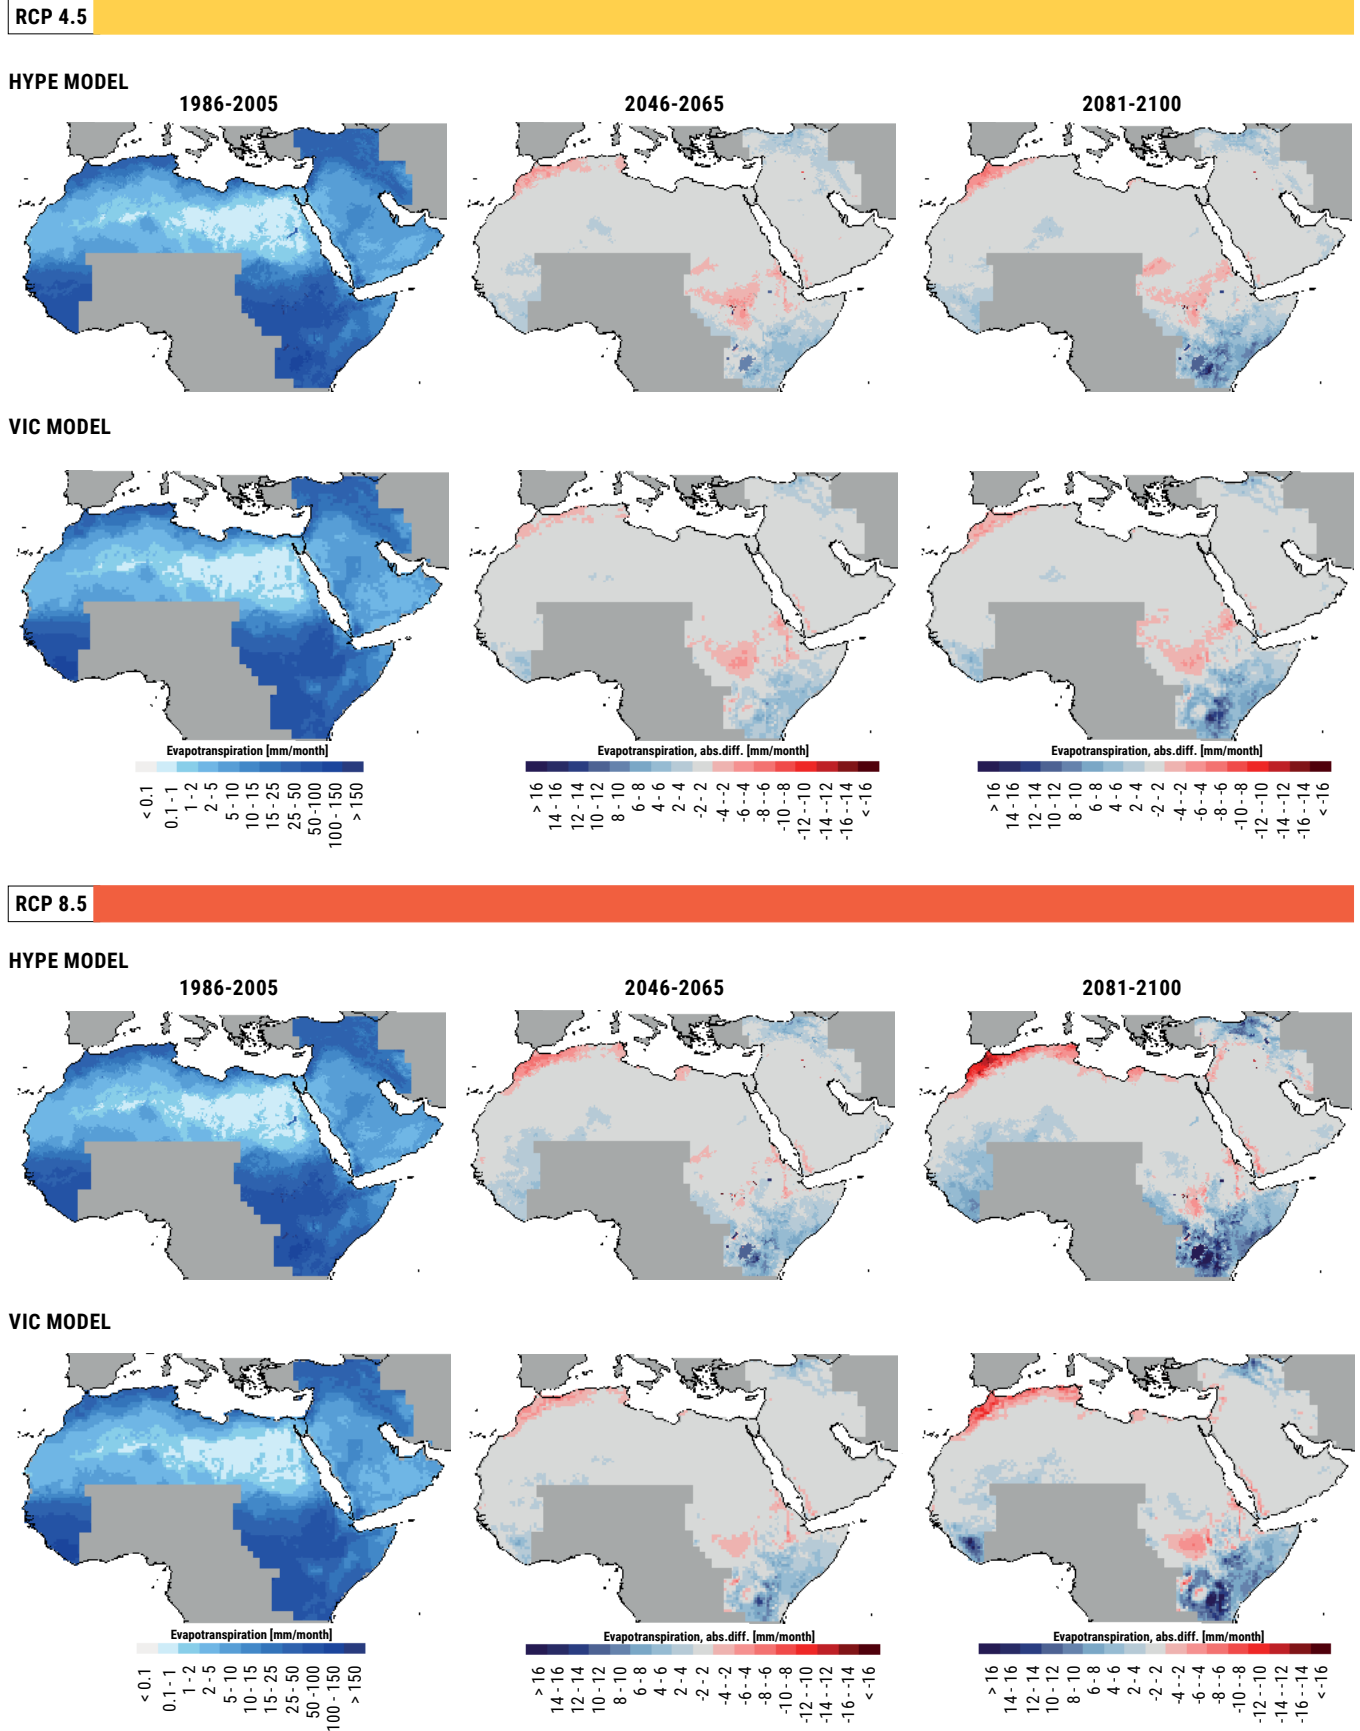 RCP 4.5
HYPE MODEL
1986-2005 2046-2065 2081-2100
VIC MODEL
Evapotranspiration [mm/month] Evapotranspiration, abs.diff. [mm/month] Evapotranspiration, abs.diff. [mm/month]
< 0.1 0.1 - 1 1 - 2 2 - 5 5 - 10 10 - 15 15 - 25 25 - 50 50 -100 100 - 150 > 150
> 16 14 - 16 12 - 14 10 - 12 8 - 10 6 - 8 4 - 6 2 - 4 -2 - 2 -4 - -2 -6 - -4 -8 - -6 -10 - -8 -12 - -10 -14 - -12 -16 - -14 < -16
> 16 14 - 16 12 - 14 10 - 12 8 - 10 6 - 8 4 - 6 2 - 4 -2 - 2 -4 - -2 -6 - -4 -8 - -6 -10 - -8 -12 - -10 -14 - -12 -16 - -14 < -16
RCP 8.5
HYPE MODEL
1986-2005 2046-2065 2081-2100
VIC MODEL
Evapotranspiration [mm/month] Evapotranspiration, abs.diff. [mm/month] Evapotranspiration, abs.diff. [mm/month]
< 0.1 0.1 - 1 1 - 2 2 - 5 5 - 10 10 - 15 15 - 25 25 - 50 50 -100 100 - 150 > 150
> 16 14 - 16 12 - 14 10 - 12 8 - 10 6 - 8 4 - 6 2 - 4 -2 - 2 -4 - -2 -6 - -4 -8 - -6 -10 - -8 -12 - -10 -14 - -12 -16 - -14 < -16
> 16 14 - 16 12 - 14 10 - 12 8 - 10 6 - 8 4 - 6 2 - 4 -2 - 2 -4 - -2 -6 - -4 -8 - -6 -10 - -8 -12 - -10 -14 - -12 -16 - -14 < -16